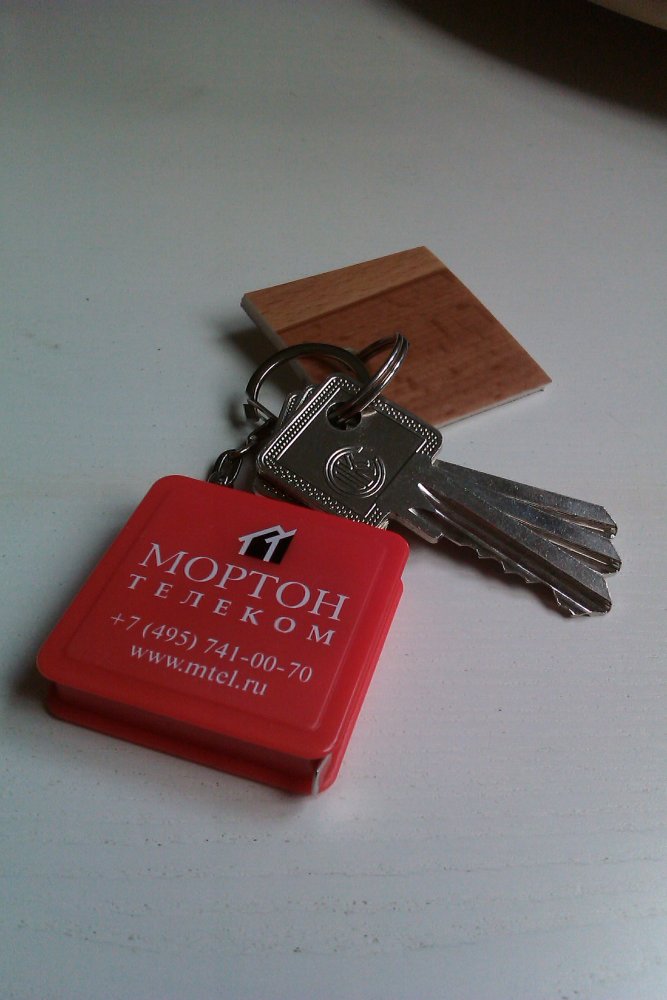 МОРТОН
ТЕЛЕКОМ
+7 (495) 741-00-70
www.mtel.ru